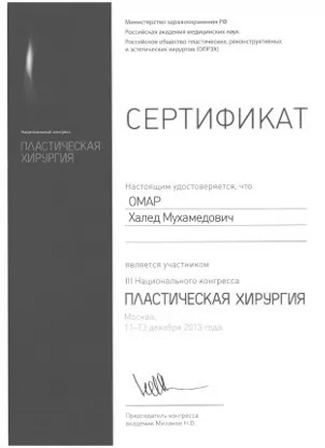 Министерство здравоохранения РФ
Российская академия медицинских наук
Российское общество пластических, реконструктивных
и эстетических хирургов (ОПРЭХ)
СЕРТИФИКАТ
Национальный конгресс
ПЛАСТИЧЕСКАЯ
ХИРУРГИЯ
Настоящим удостоверяется, что
ОМАР
Халед Мухамедович
является участником
III Национального конгресса
ПЛАСТИЧЕСКАЯ ХИРУРГИЯ
Москва,
11–13 декабря 2013 года
Председатель конгресса
академик Миланов Н.О.